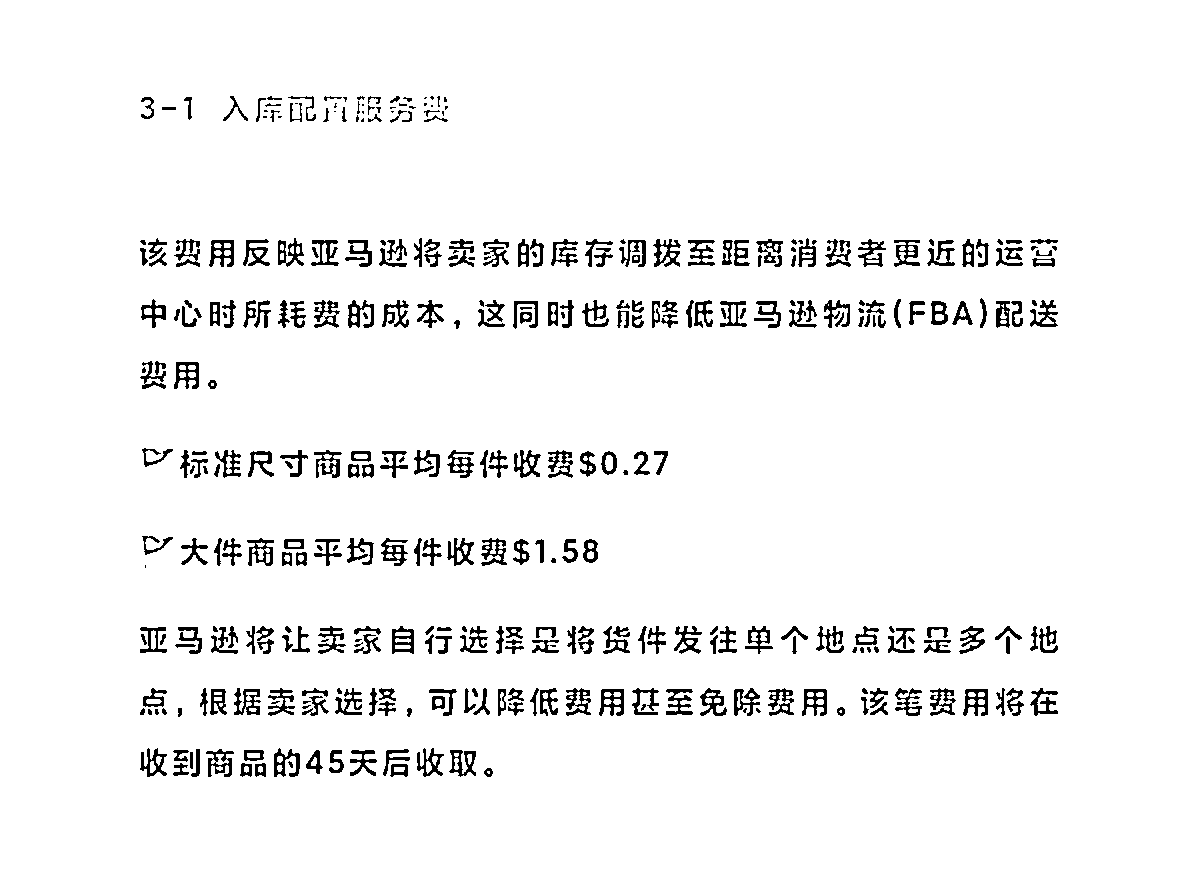 3-1 入库配置服务费
该费用反映亚马逊将卖家的库存调拨至距离消费者更近的运营
中心时所耗费的成本，这同时也能降低亚马逊物流(FBA)配送
费用。
标准尺寸商品平均每件收费$0.27
大件商品平均每件收费$1.58
亚马逊将让卖家自行选择是将货件发往单个地点还是多个地
点，根据卖家选择，可以降低费用甚至免除费用。该笔费用将在
收到商品的45天后收取。